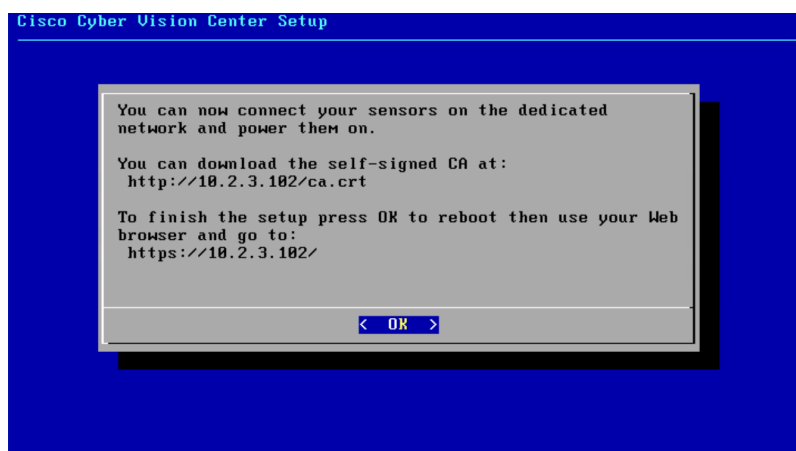 Cisco Cyber Vision Center Setup
You can now connect your sensors on the dedicated
network and power them on.
You can download the self-signed CA at:
http://10.2.3.102/ca.crt
To finish the setup press OK to reboot then use your Web
browser and go to:
https://10.2.3.102/
< OK >